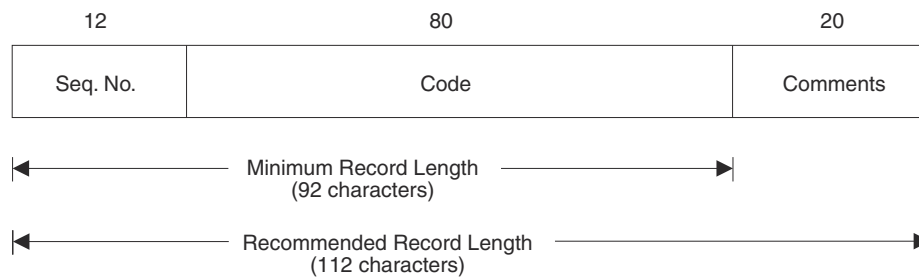 12 80 20
Seq. No. Code Comments
Minimum Record Length
(92 characters)
Recommended Record Length
(112 characters)